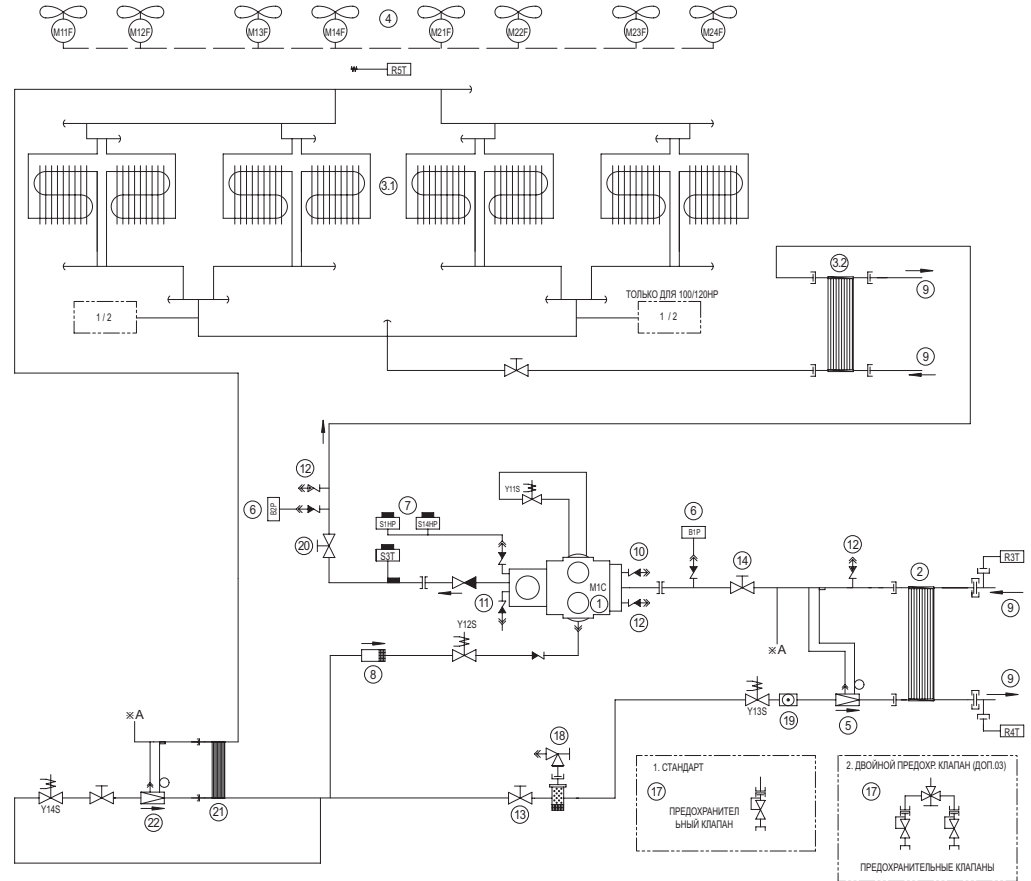 4
M11F M12F M13F M14F M21F M22F M23F M24F
R5T
3.1
ТОЛЬКО ДЛЯ 100/120HP
1 / 2
1 / 2
3.2
9
9
12
6
B2P
20
7
S1HP
S14HP
S3T
11
Y11S
M1C
1
10
12
6
B1P
14
12
2
R3T
9
※A
8
Y12S
9
R4T
Y13S
19
5
※A
Y14S
22
21
18
13
1. СТАНДАРТ
17
ПРЕДОХРАНИТЕЛ
ЬНЫЙ КЛАПАН
2. ДВОЙНОЙ ПРЕДОХР. КЛАПАН (ДОП.03)
17
ПРЕДОХРАНИТЕЛЬНЫЕ КЛАПАНЫ